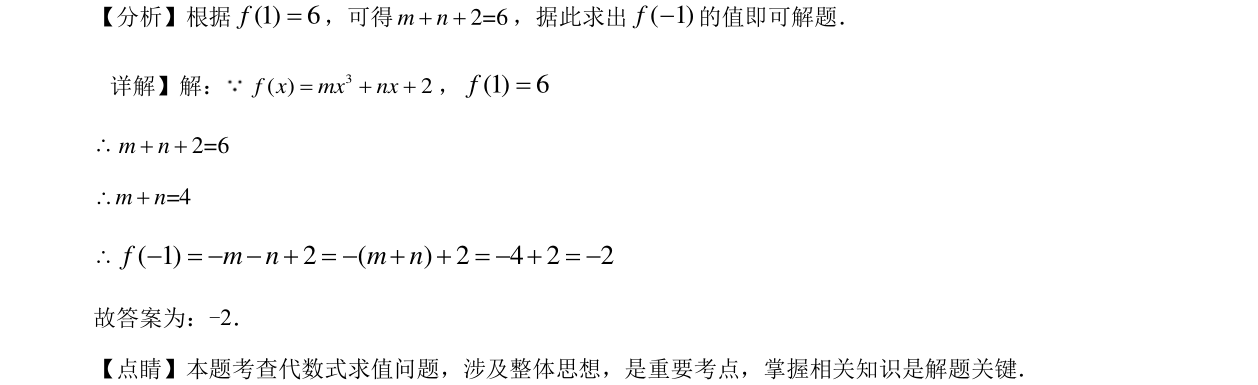 【分析】根据 f(1)=6，可得 m+n+2=6，据此求出 f(−1) 的值即可解题．
详解】解：∵ f(x)=mx³+nx+2，f(1)=6
∴ m+n+2=6
∴m+n=4
∴ f(−1)=−m−n+2=−(m+n)+2=−4+2=−2
故答案为：-2．
【点睛】本题考查代数式求值问题，涉及整体思想，是重要考点，掌握相关知识是解题关键．